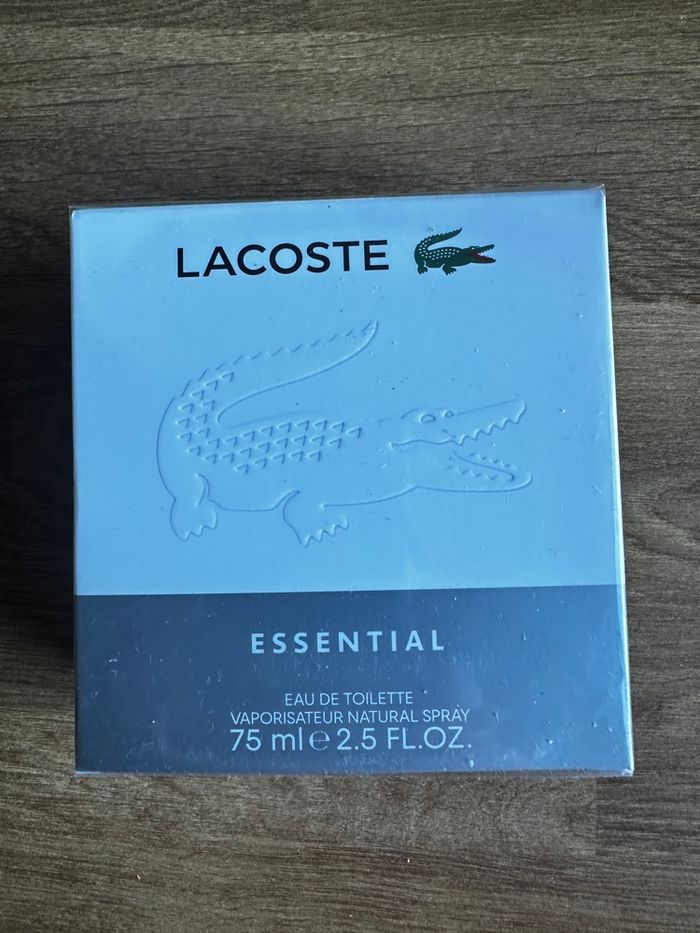 LACOSTE
ESSENTIAL
EAU DE TOILETTE
VAPORISATEUR NATURAL SPRAY
75 ml ℮ 2.5 FL.OZ.